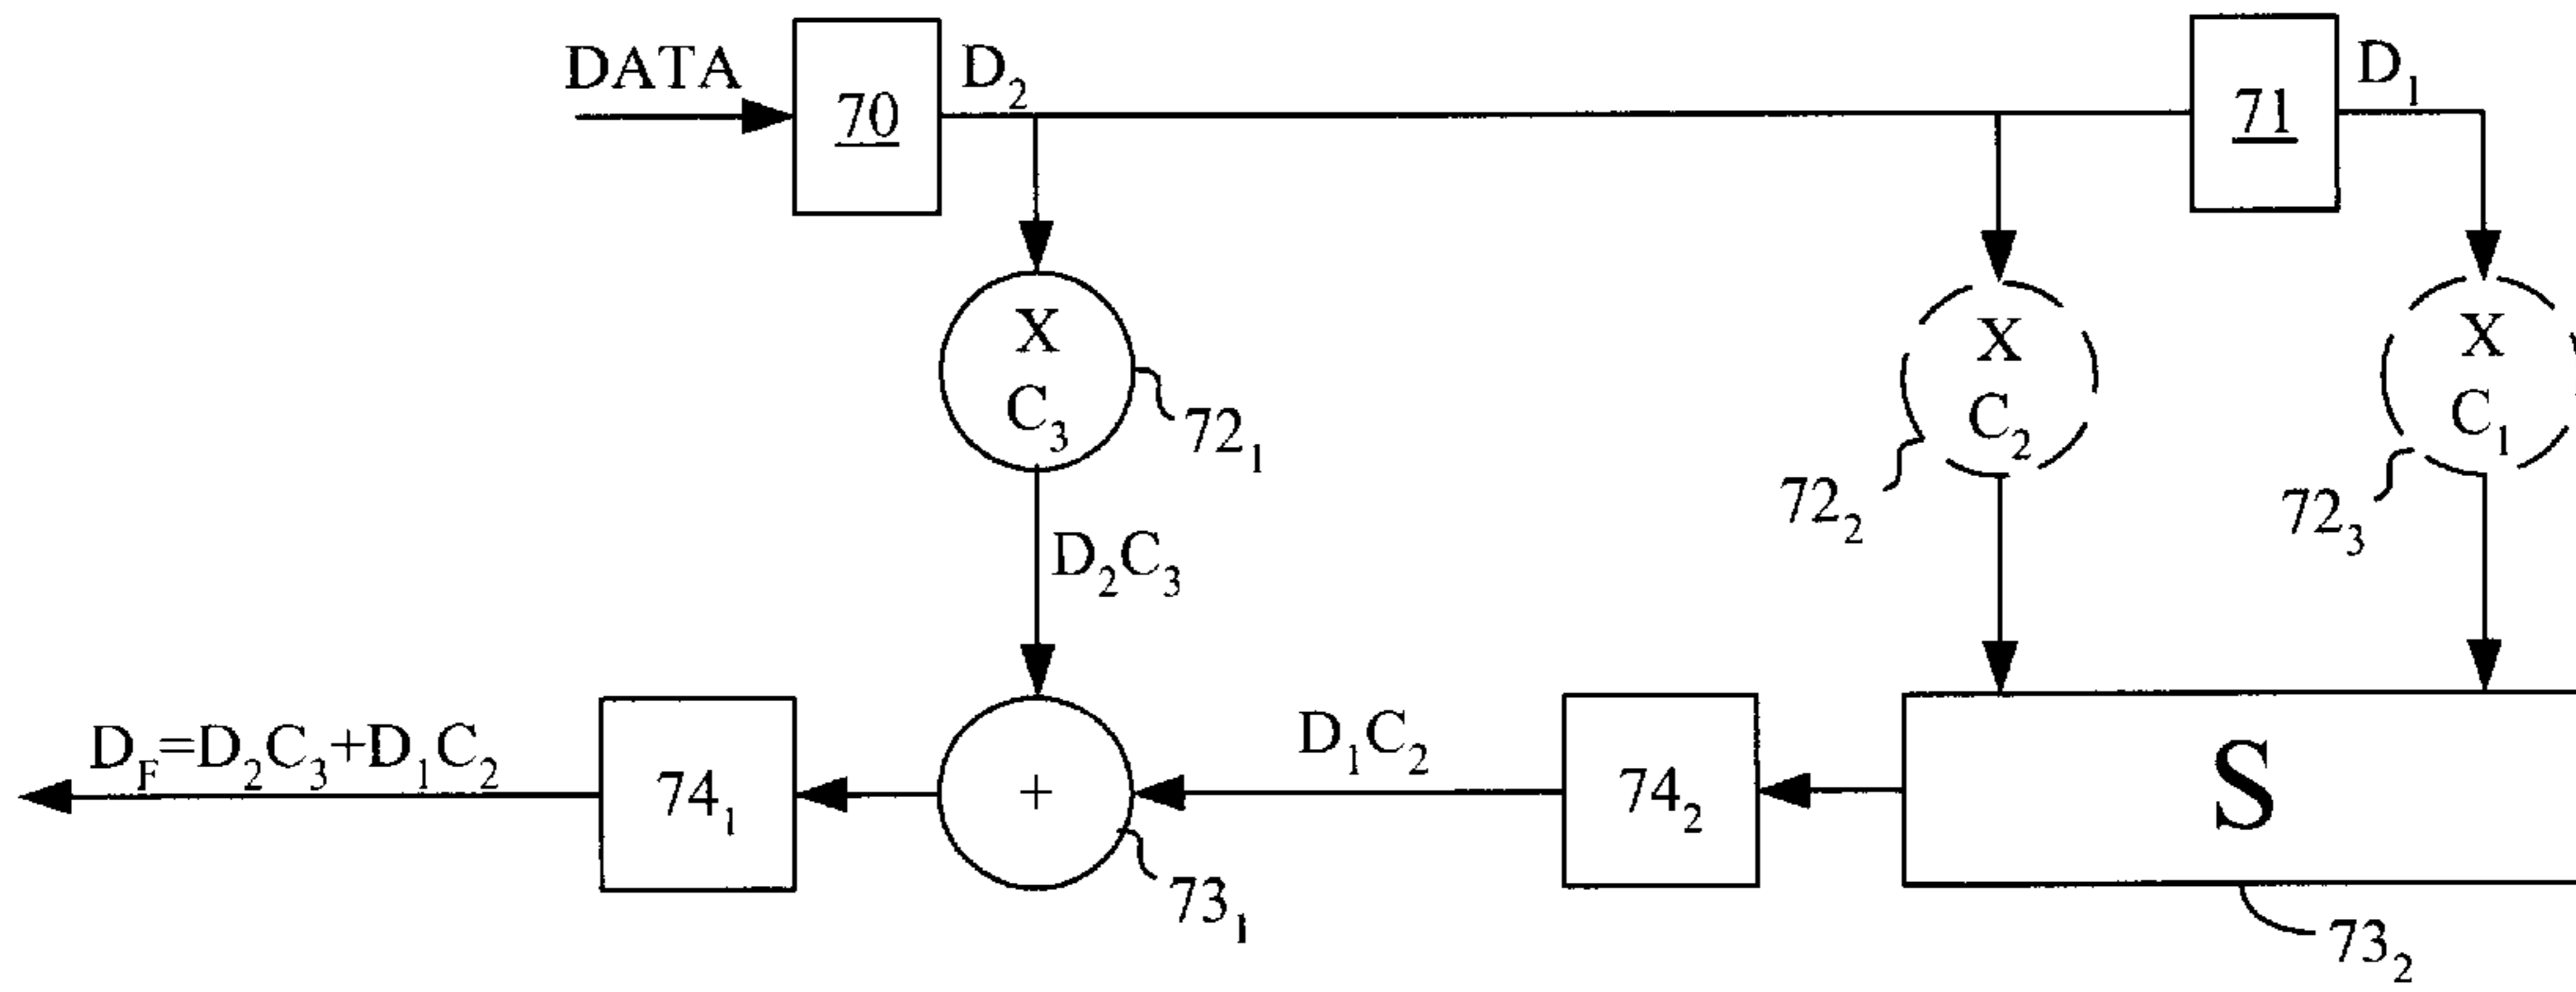 DATA
70
D₂
71
D₁
X
C₃
72₁
X
C₂
72₂
X
C₁
72₃
D₂C₃
D_F=D₂C₃+D₁C₂
74₁
+
73₁
D₁C₂
74₂
S
73₂